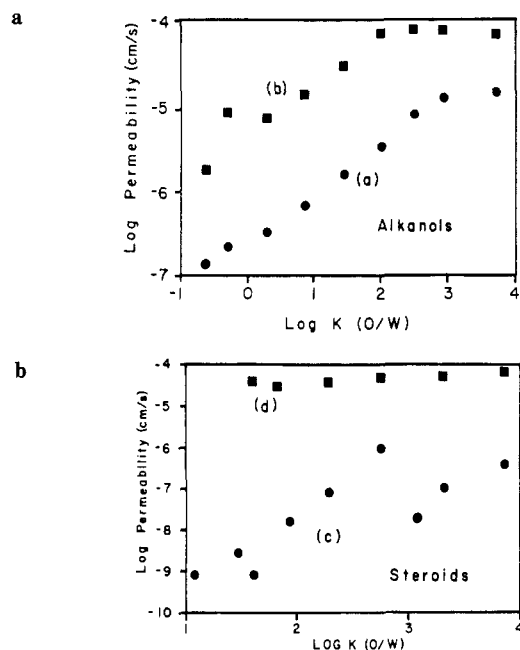 a
-4
-5
-6
-7
Log Permeability (cm/s)
(b)
(a)
Alkanols
-1 0 1 2 3 4
Log K (O/W)
b
-4
-5
-6
-7
-8
-9
-10
Log Permeability (cm/s)
(d)
(c)
Steroids
1 2 3 4
LOG K (O/W)